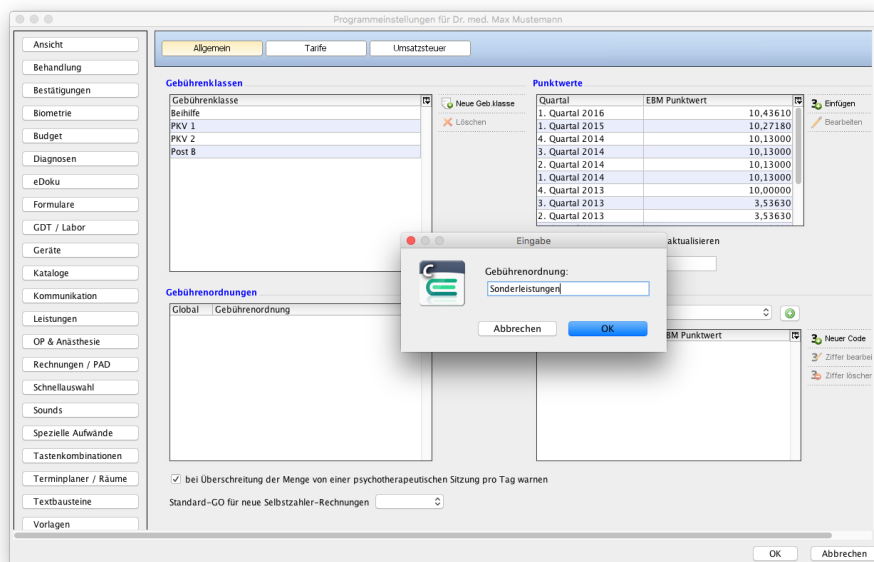 Programmeinstellungen für Dr. med. Max Mustemann
Ansicht
Behandlung
Bestätigungen
Biometrie
Budget
Diagnosen
eDoku
Formulare
GDT / Labor
Geräte
Kataloge
Kommunikation
Leistungen
OP & Anästhesie
Rechnungen / PAD
Schnellauswahl
Sounds
Spezielle Aufwände
Tastenkombinationen
Terminplaner / Räume
Textbausteine
Vorlagen
Allgemein Tarife Umsatzsteuer
Gebührenklassen
Gebührenklasse
Beihilfe
PKV 1
PKV 2
Post B
Neue Geb.klasse
Löschen
Punktwerte
Quartal EBM Punktwert
1. Quartal 2016 10,43610
1. Quartal 2015 10,27180
4. Quartal 2014 10,13000
3. Quartal 2014 10,13000
2. Quartal 2014 10,13000
1. Quartal 2014 10,13000
4. Quartal 2013 10,00000
3. Quartal 2013 3,53630
2. Quartal 2013 3,53630
Einfügen
Bearbeiten
aktualisieren
Eingabe
Gebührenordnung:
Sonderleistungen
Abbrechen OK
Gebührenordnungen
Global Gebührenordnung
BM Punktwert
Neuer Code
Ziffer bearbei
Ziffer löscher
bei Überschreitung der Menge von einer psychotherapeutischen Sitzung pro Tag warnen
Standard-GO für neue Selbstzahler-Rechnungen
OK Abbrechen